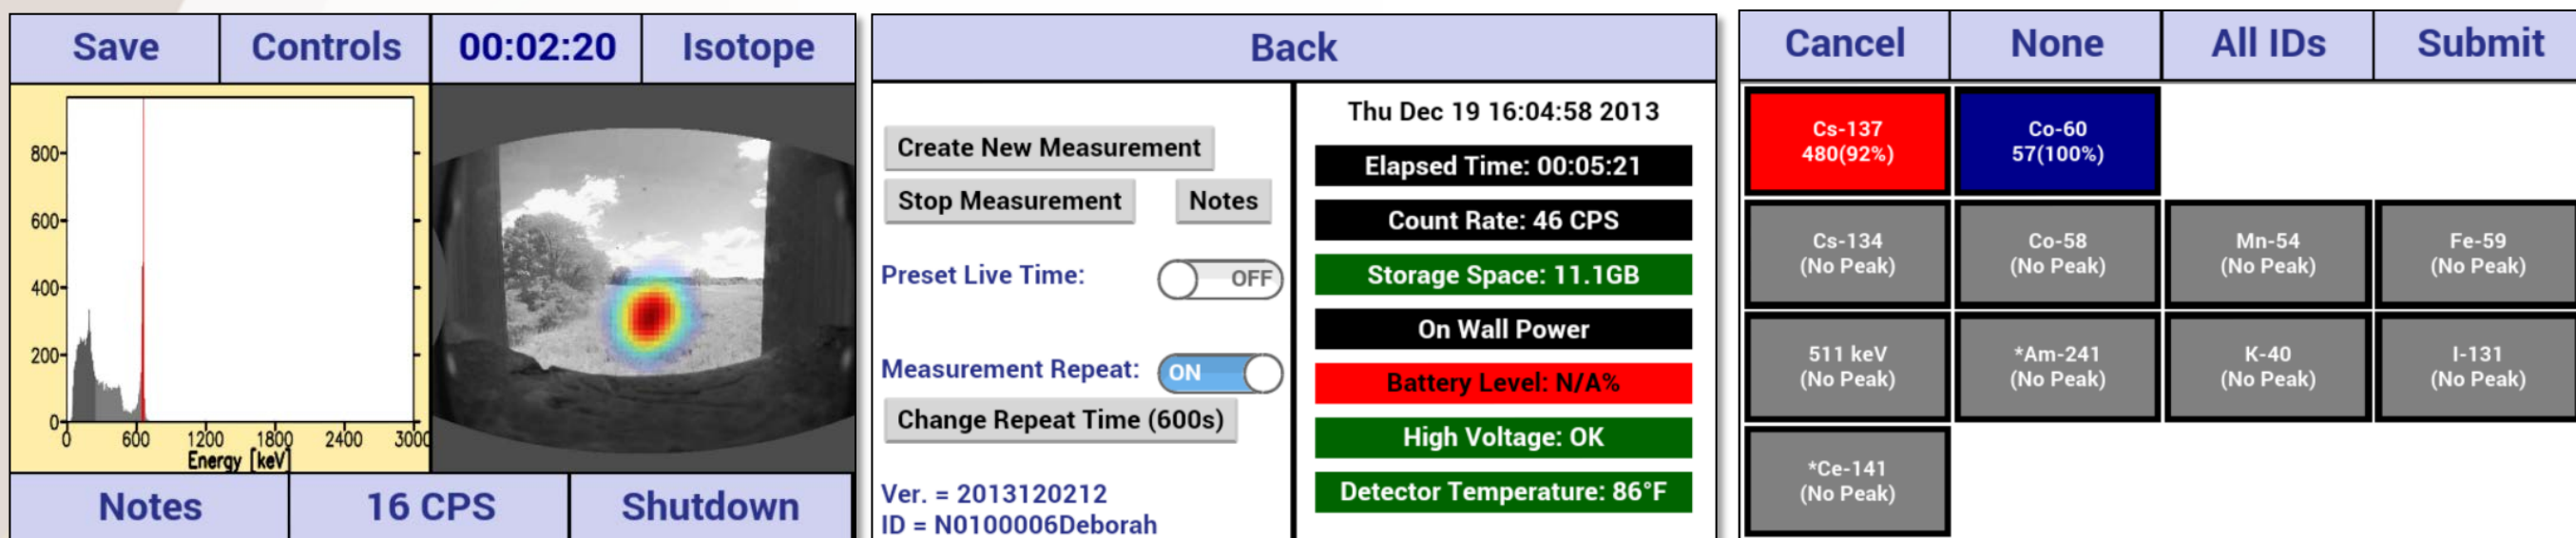 Save
Controls
00:02:20
Isotope
800
600
400
200
0
0 600 1200 1800 2400 3000
Energy [keV]
Notes
16 CPS
Shutdown
Back
Create New Measurement
Stop Measurement
Notes
Preset Live Time:
OFF
Measurement Repeat:
ON
Change Repeat Time (600s)
Ver. = 2013120212
ID = N0100006Deborah
Thu Dec 19 16:04:58 2013
Elapsed Time: 00:05:21
Count Rate: 46 CPS
Storage Space: 11.1GB
On Wall Power
Battery Level: N/A%
High Voltage: OK
Detector Temperature: 86°F
Cancel
None
All IDs
Submit
Cs-137
480(92%)
Co-60
57(100%)
Cs-134
(No Peak)
Co-58
(No Peak)
Mn-54
(No Peak)
Fe-59
(No Peak)
511 keV
(No Peak)
*Am-241
(No Peak)
K-40
(No Peak)
I-131
(No Peak)
*Ce-141
(No Peak)